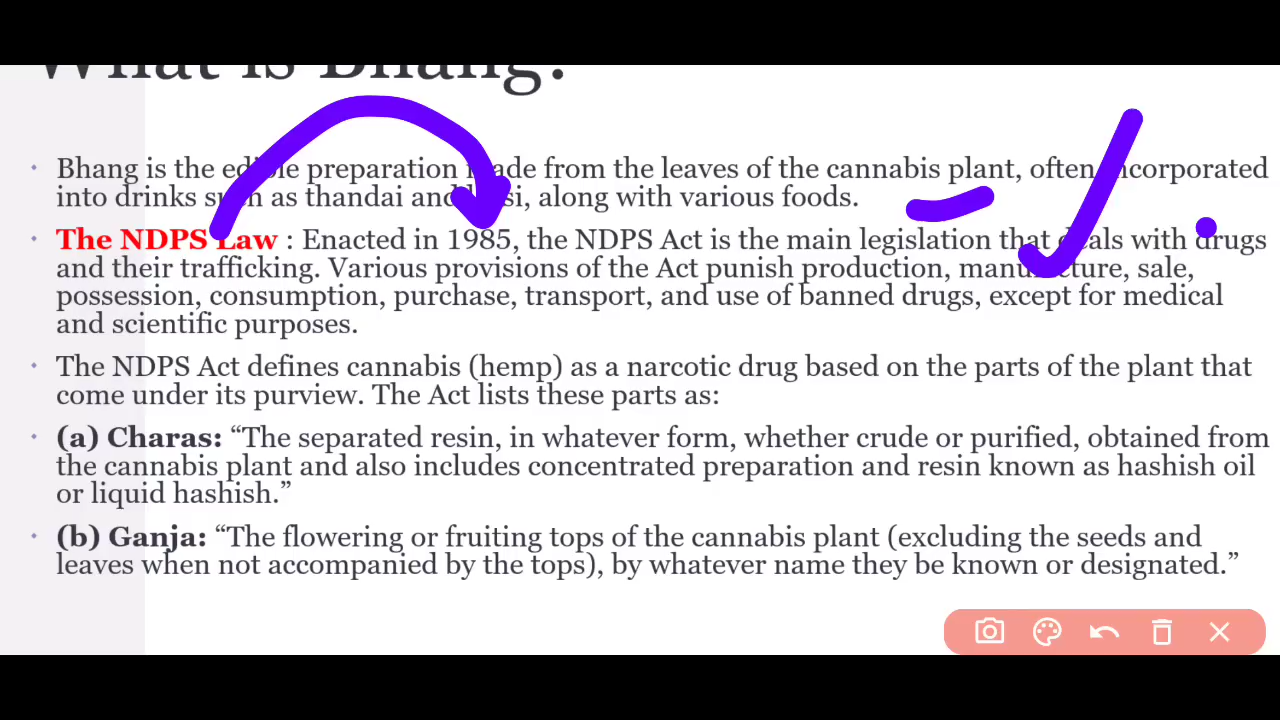 What is Bhang?
Bhang is the edible preparation made from the leaves of the cannabis plant, often incorporated
into drinks such as thandai and lassi, along with various foods.
The NDPS Law : Enacted in 1985, the NDPS Act is the main legislation that deals with drugs
and their trafficking. Various provisions of the Act punish production, manufacture, sale,
possession, consumption, purchase, transport, and use of banned drugs, except for medical
and scientific purposes.
The NDPS Act defines cannabis (hemp) as a narcotic drug based on the parts of the plant that
come under its purview. The Act lists these parts as:
(a) Charas: “The separated resin, in whatever form, whether crude or purified, obtained from
the cannabis plant and also includes concentrated preparation and resin known as hashish oil
or liquid hashish.”
(b) Ganja: “The flowering or fruiting tops of the cannabis plant (excluding the seeds and
leaves when not accompanied by the tops), by whatever name they be known or designated.”